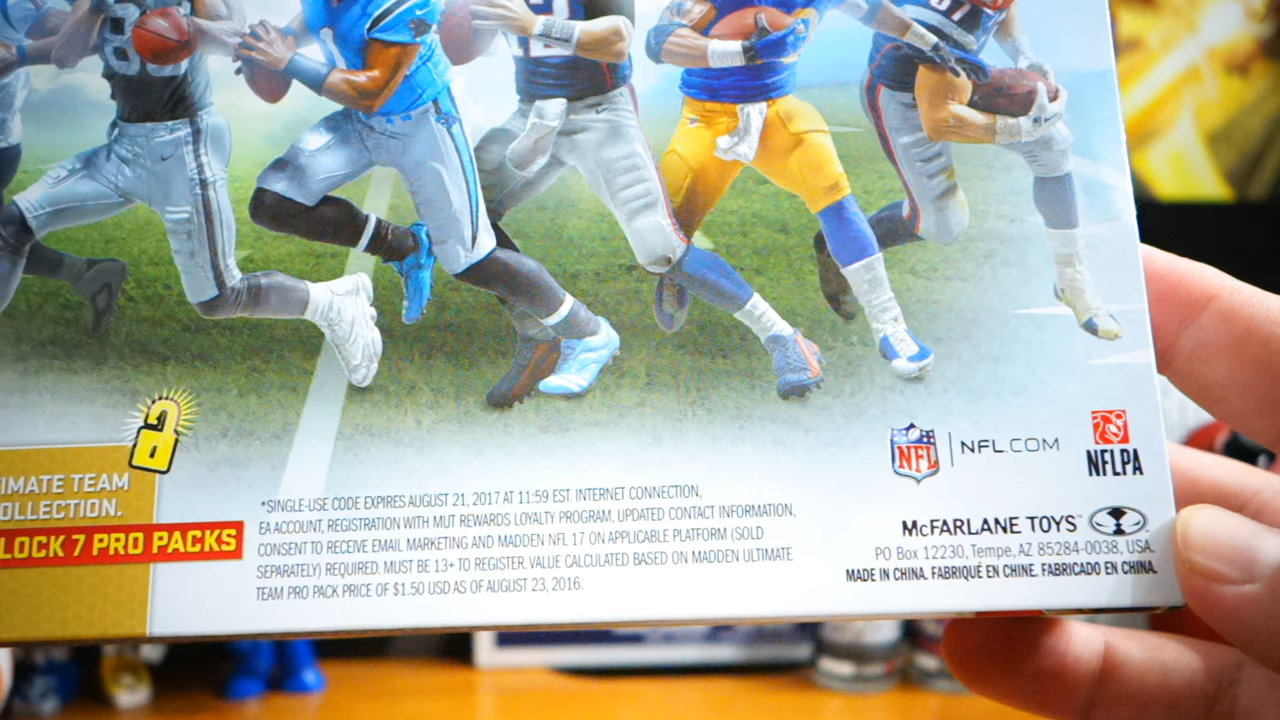 IMATE TEAM
OLLECTION.
LOCK 7 PRO PACKS
*SINGLE-USE CODE EXPIRES AUGUST 21, 2017 AT 11:59 EST. INTERNET CONNECTION,
EA ACCOUNT, REGISTRATION WITH MUT REWARDS LOYALTY PROGRAM, UPDATED CONTACT INFORMATION,
CONSENT TO RECEIVE EMAIL MARKETING AND MADDEN NFL 17 ON APPLICABLE PLATFORM (SOLD
SEPARATELY) REQUIRED. MUST BE 13+ TO REGISTER. VALUE CALCULATED BASED ON MADDEN ULTIMATE
TEAM PRO PACK PRICE OF $1.50 USD AS OF AUGUST 23, 2016.
NFL
NFL.COM
NFLPA
McFARLANE TOYS™
PO Box 12230, Tempe, AZ 85284-0038, USA.
MADE IN CHINA. FABRIQUÉ EN CHINE. FABRICADO EN CHINA.